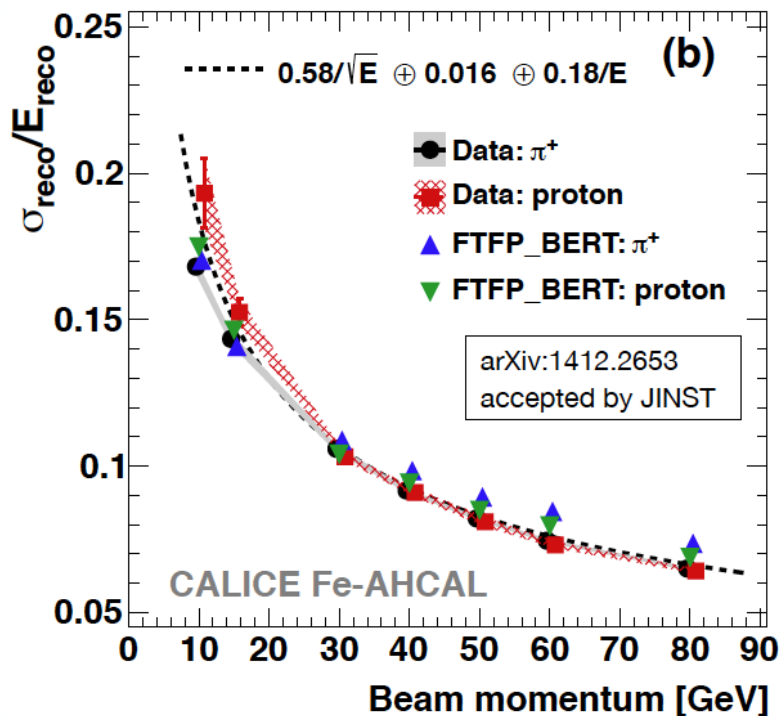 (b)
0.58/√E ⊕ 0.016 ⊕ 0.18/E
Data: π⁺
Data: proton
FTFP_BERT: π⁺
FTFP_BERT: proton
arXiv:1412.2653
accepted by JINST
CALICE Fe-AHCAL
σreco/Ereco
0.25
0.2
0.15
0.1
0.05
0 10 20 30 40 50 60 70 80 90
Beam momentum [GeV]